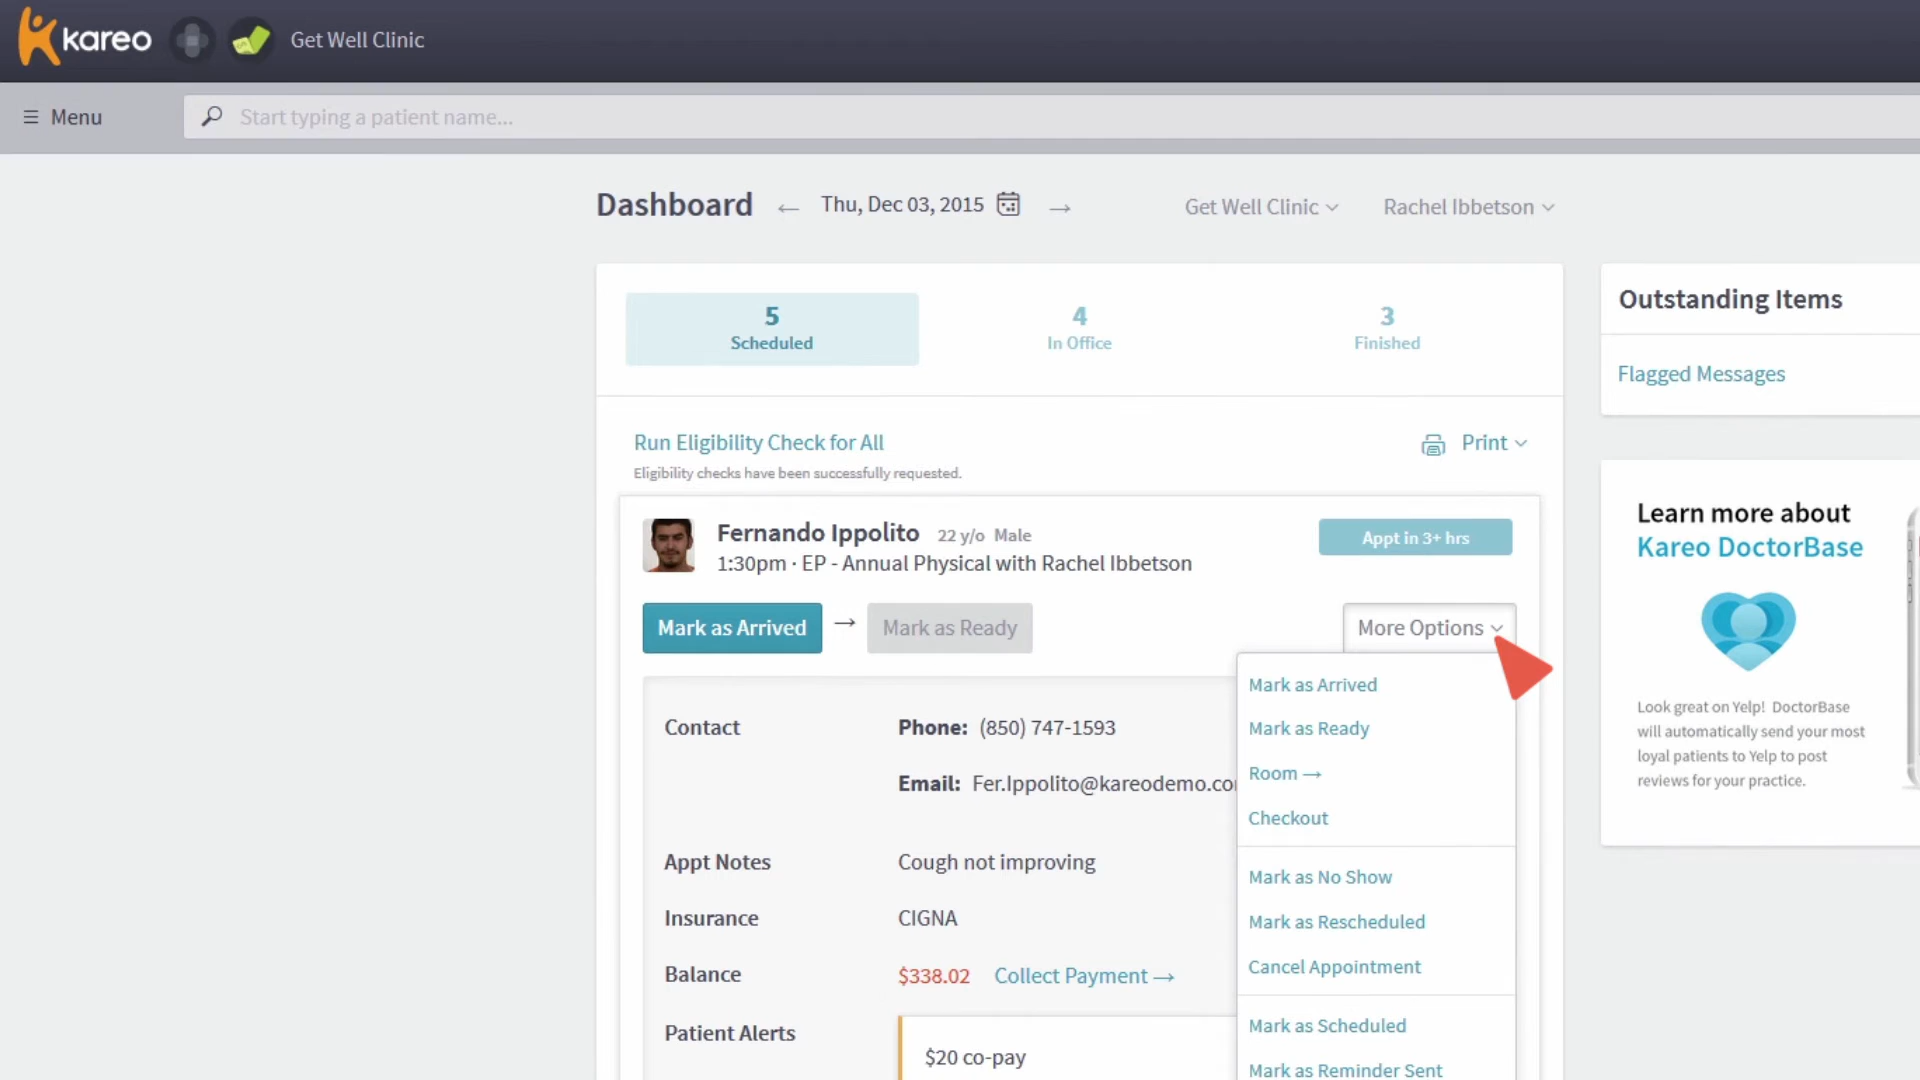 kareo
Get Well Clinic
Menu
Start typing a patient name...
Dashboard
Thu, Dec 03, 2015
Get Well Clinic
Rachel Ibbetson
5
Scheduled
4
In Office
3
Finished
Outstanding Items
Flagged Messages
Run Eligibility Check for All
Print
Eligibility checks have been successfully requested.
Fernando Ippolito 22 y/o Male
1:30pm · EP - Annual Physical with Rachel Ibbetson
Appt in 3+ hrs
Mark as Arrived → Mark as Ready
More Options
Mark as Arrived
Mark as Ready
Room →
Checkout
Mark as No Show
Mark as Rescheduled
Cancel Appointment
Mark as Scheduled
Mark as Reminder Sent
Contact
Phone: (850) 747-1593
Email: Fer.Ippolito@kareodemo.co
Appt Notes
Cough not improving
Insurance
CIGNA
Balance
$338.02 Collect Payment →
Patient Alerts
$20 co-pay
Learn more about
Kareo DoctorBase
Look great on Yelp! DoctorBase
will automatically send your most
loyal patients to Yelp to post
reviews for your practice.